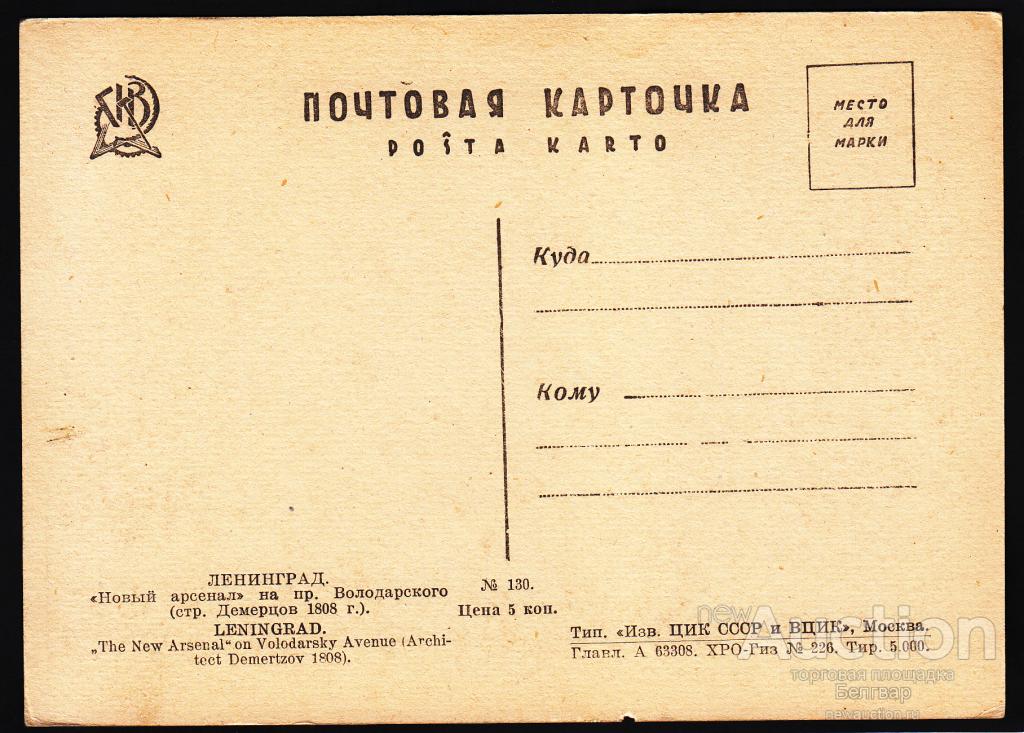 ГКЗ
ПОЧТОВАЯ КАРТОЧКА
POŜTA KARTO
МЕСТО
ДЛЯ
МАРКИ
Куда
Кому
ЛЕНИНГРАД.
«Новый арсенал» на пр. Володарского
(стр. Демерцов 1808 г.).
LENINGRAD.
„The New Arsenal“ on Volodarsky Avenue (Archi-
tect Demertzov 1808).
№ 130.
Цена 5 коп.
Тип. «Изв. ЦИК СССР и ВЦИК», Москва.
Главл. А 63308. ХРО-Гиз № 226. Тир. 5.000.
newAuction
торговая площадка
Белгвар
newauction.ru